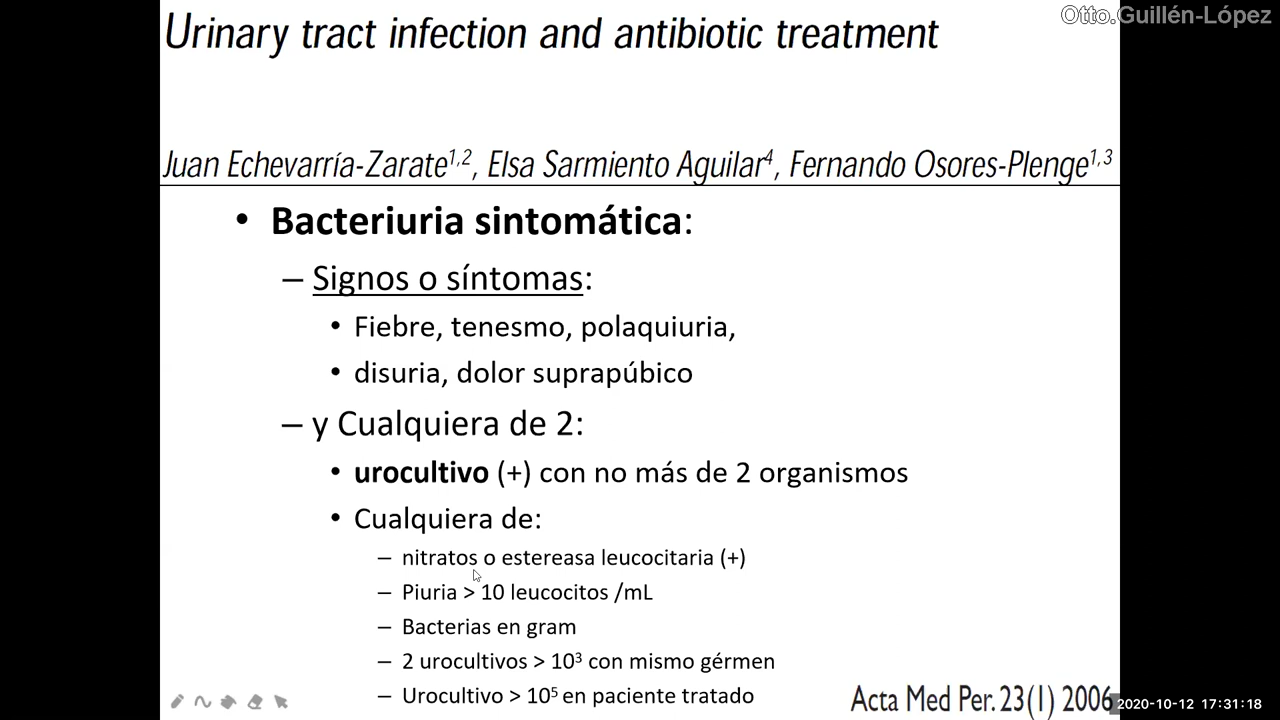 Otto.Guillén-López
Urinary tract infection and antibiotic treatment
Juan Echevarría-Zarate1,2, Elsa Sarmiento Aguilar4, Fernando Osores-Plenge1,3
• Bacteriuria sintomática:
– Signos o síntomas:
• Fiebre, tenesmo, polaquiuria,
• disuria, dolor suprapúbico
– y Cualquiera de 2:
• urocultivo (+) con no más de 2 organismos
• Cualquiera de:
– nitratos o estereasa leucocitaria (+)
– Piuria > 10 leucocitos /mL
– Bacterias en gram
– 2 urocultivos > 10³ con mismo gérmen
– Urocultivo > 10⁵ en paciente tratado
Acta Med Per. 23(1) 2006
2020-10-12 17:31:18